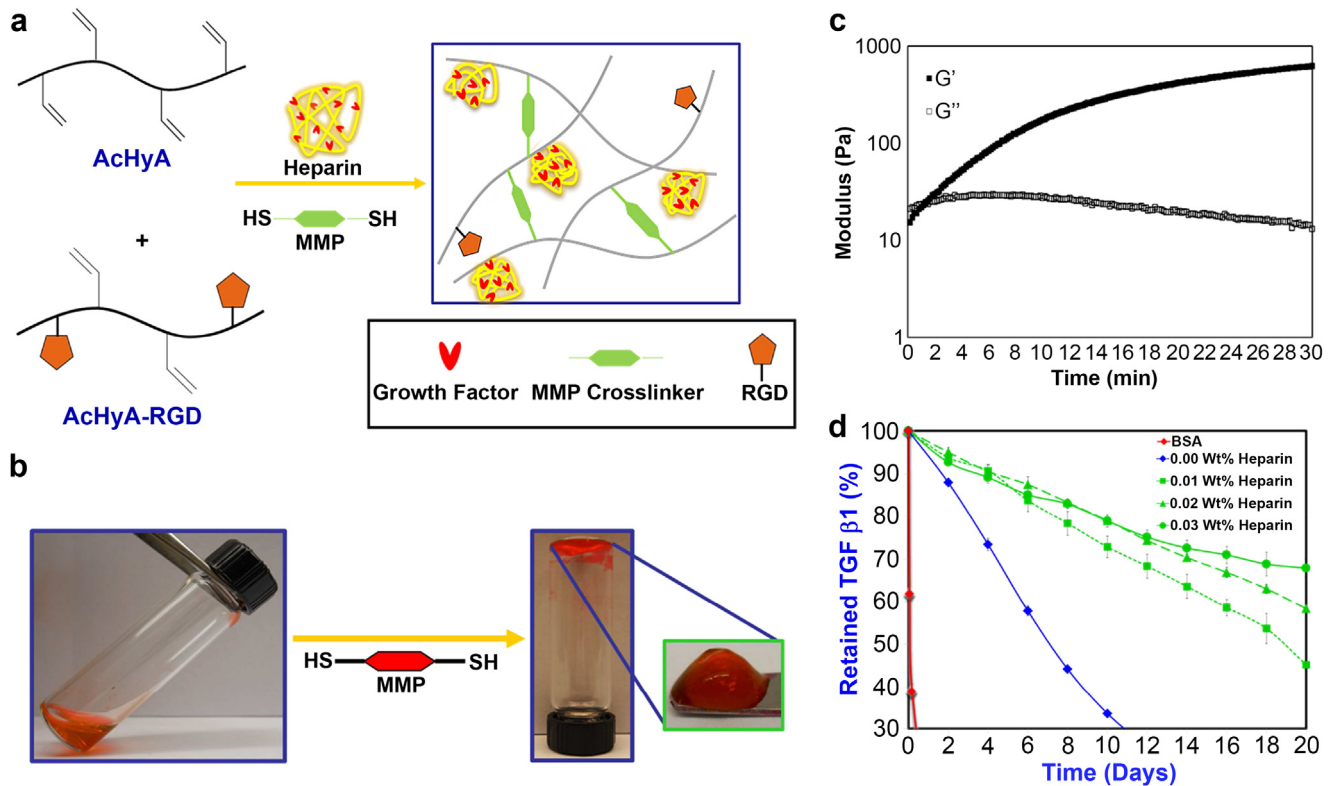 a
AcHyA
+
AcHyA-RGD
Heparin
HS
SH
MMP
Growth Factor
MMP Crosslinker
RGD
b
HS
SH
MMP
c
1000
100
10
1
G’
G’’
Modulus (Pa)
0 2 4 6 8 10 12 14 16 18 20 22 24 26 28 30
Time (min)
d
100
90
80
70
60
50
40
30
BSA
0.00 Wt% Heparin
0.01 Wt% Heparin
0.02 Wt% Heparin
0.03 Wt% Heparin
Retained TGF β1 (%)
0 2 4 6 8 10 12 14 16 18 20
Time (Days)